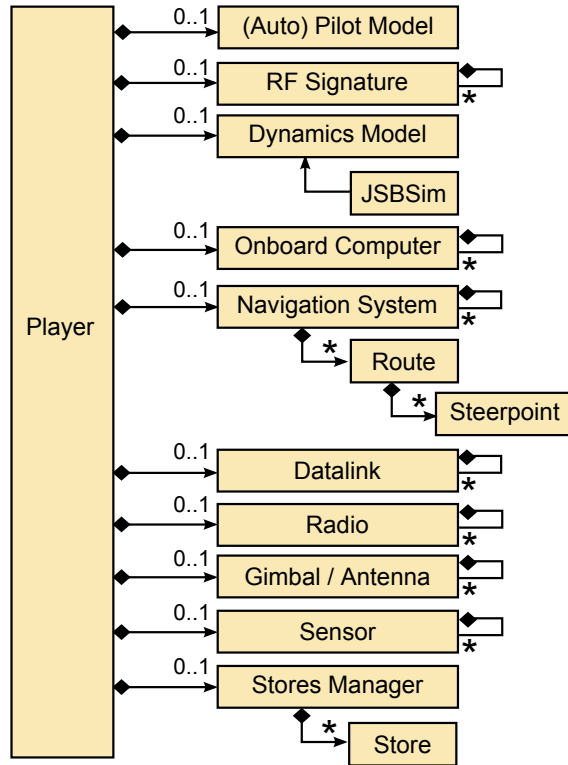 0..1
(Auto) Pilot Model
0..1
RF Signature
*
0..1
Dynamics Model
JSBSim
0..1
Onboard Computer
*
0..1
Navigation System
*
Player
*
Route
*
Steerpoint
0..1
Datalink
*
0..1
Radio
*
0..1
Gimbal / Antenna
*
0..1
Sensor
*
0..1
Stores Manager
*
Store